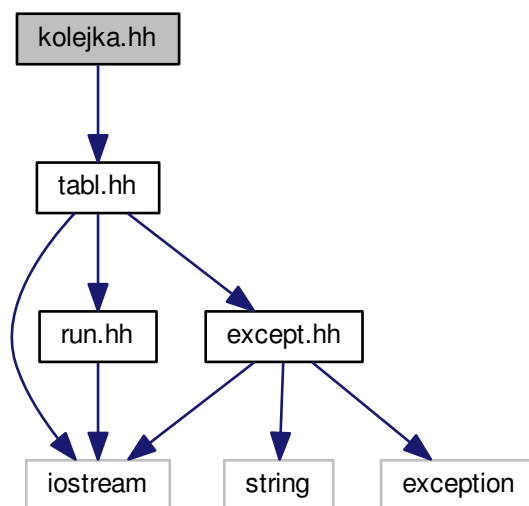 kolejka.hh
tabl.hh
run.hh
except.hh
iostream
string
exception